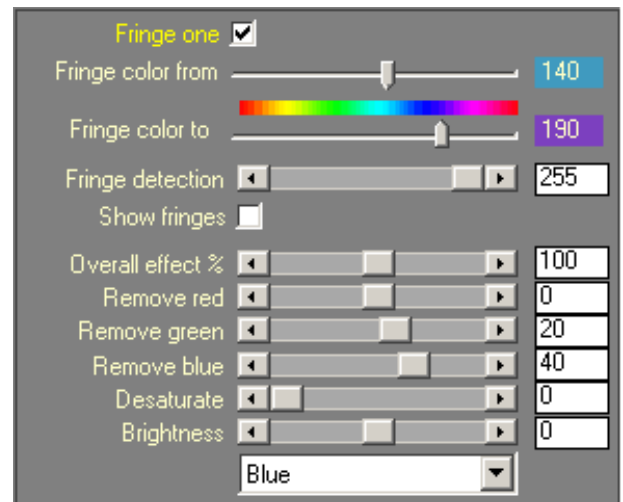 Fringe one
Fringe color from 140
Fringe color to 190
Fringe detection 255
Show fringes
Overall effect % 100
Remove red 0
Remove green 20
Remove blue 40
Desaturate 0
Brightness 0
Blue